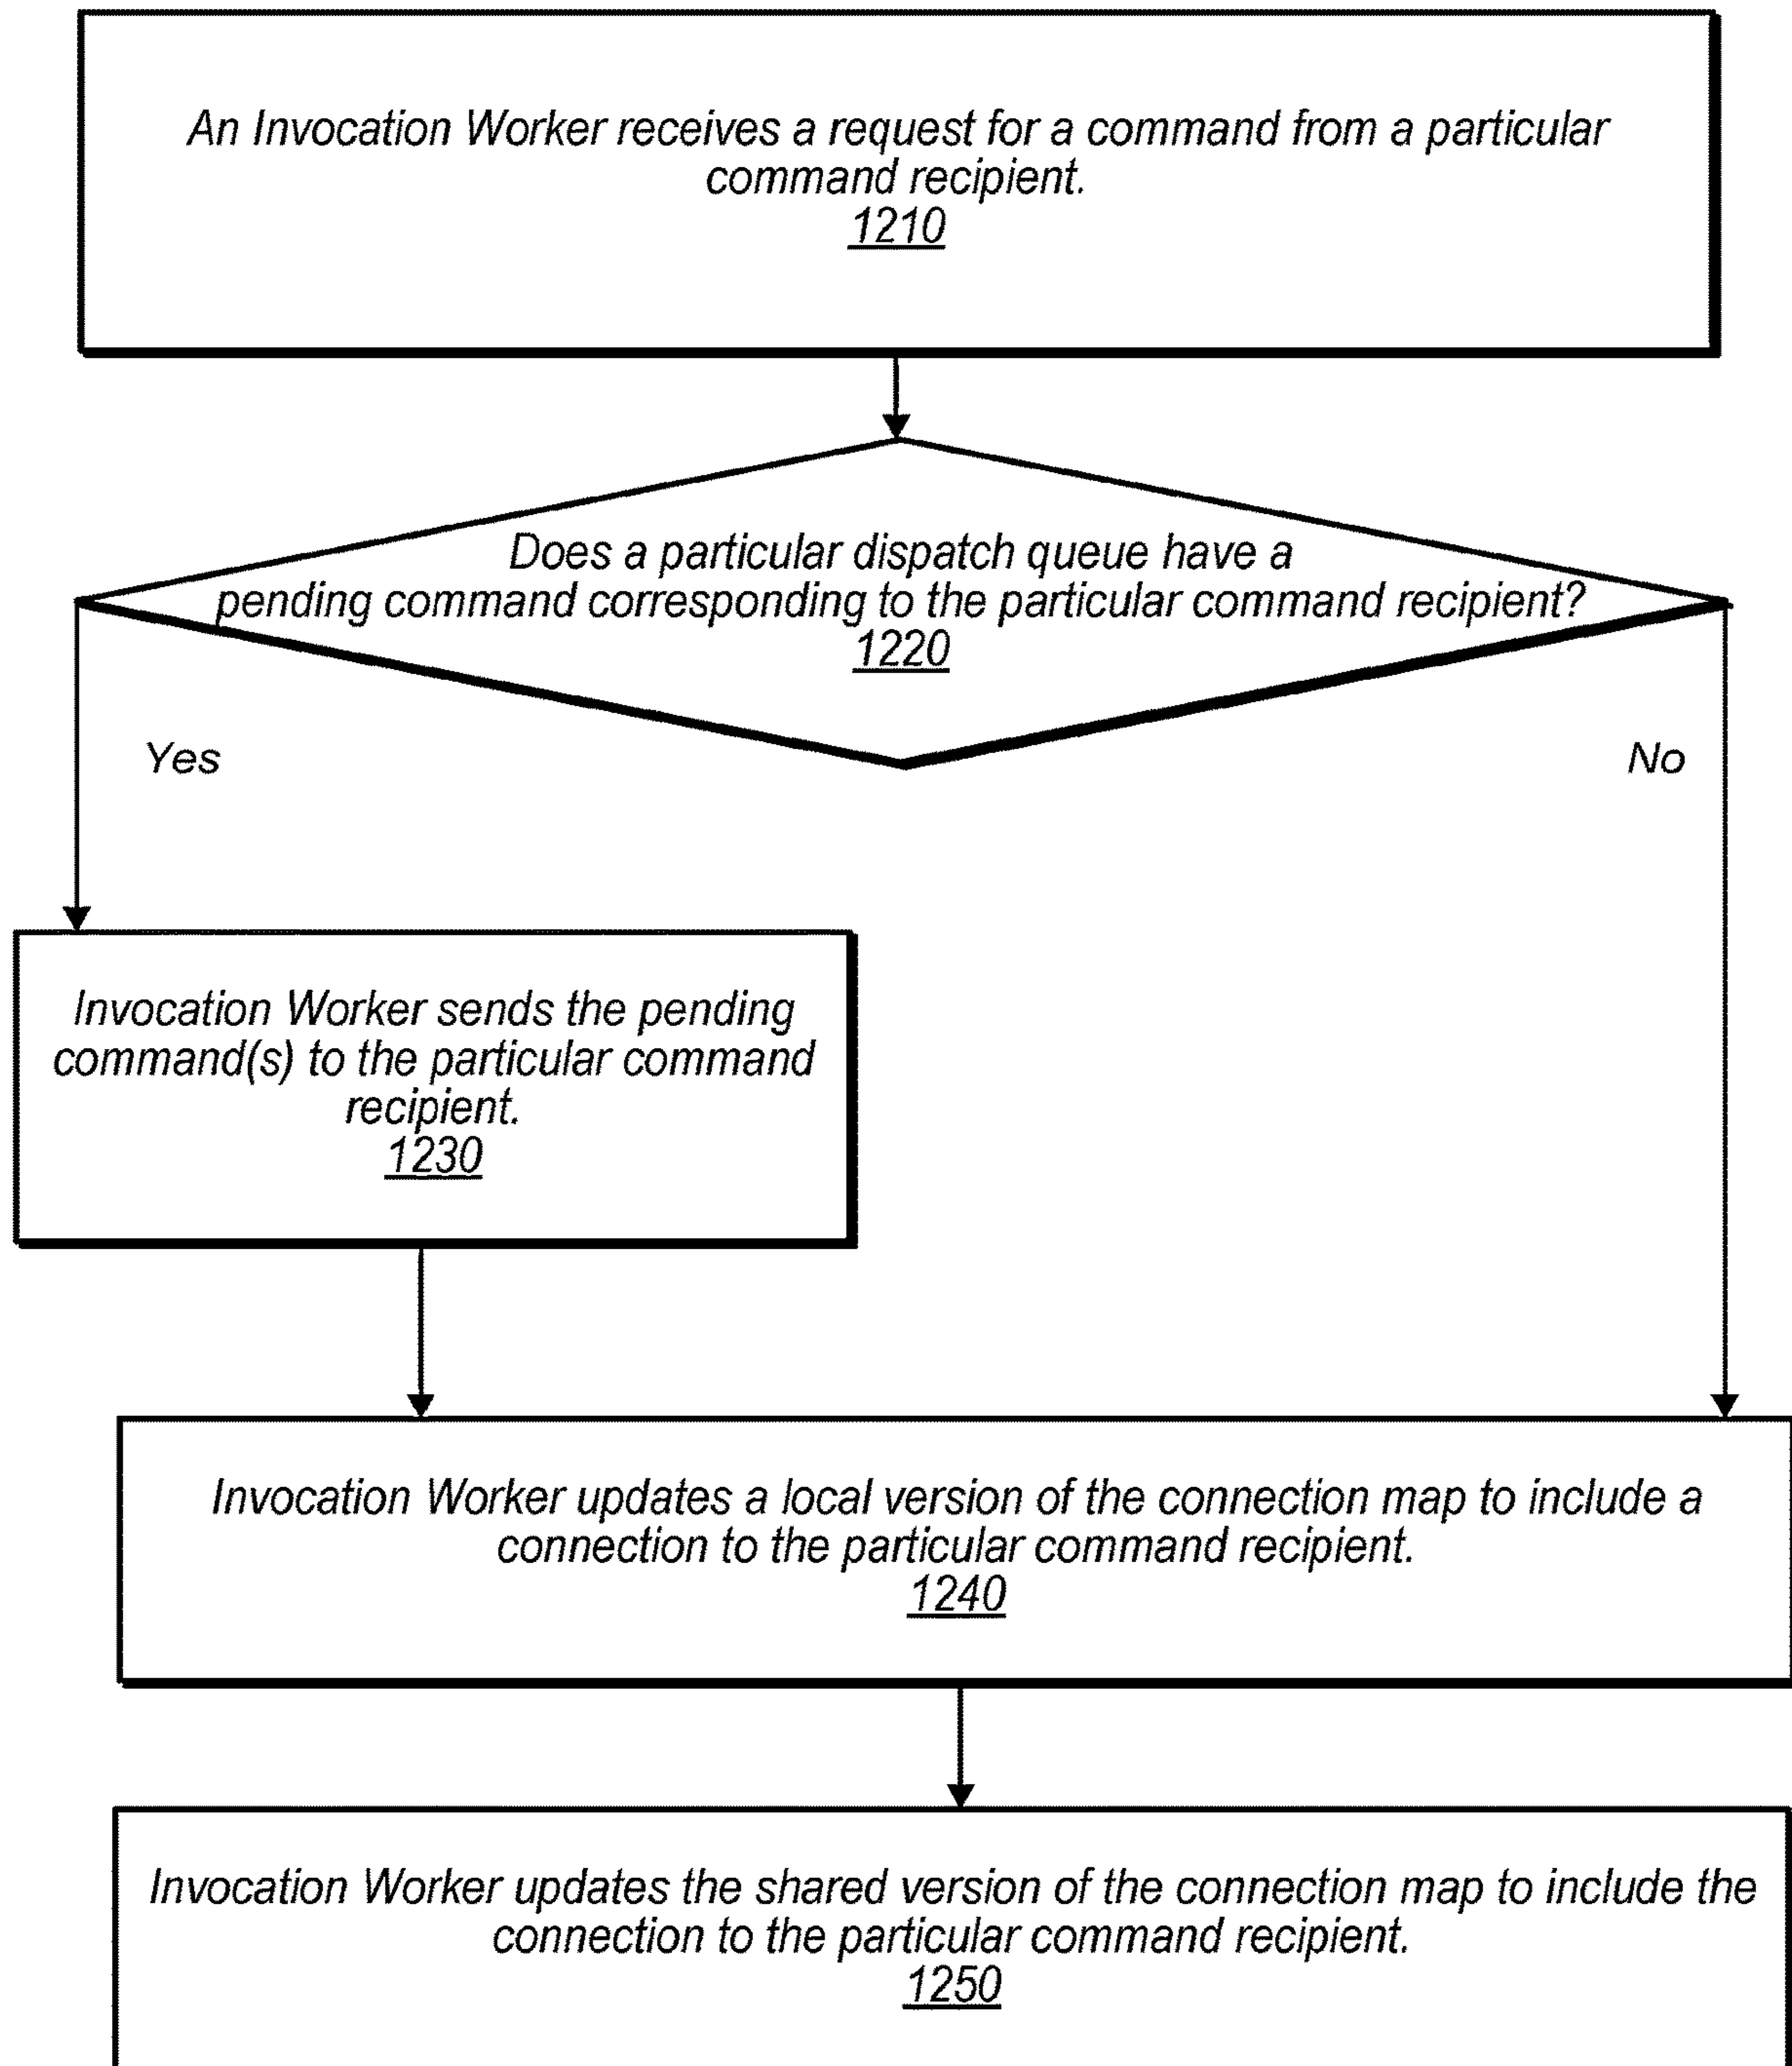 An Invocation Worker receives a request for a command from a particular
command recipient.
1210
Does a particular dispatch queue have a
pending command corresponding to the particular command recipient?
1220
Yes
No
Invocation Worker sends the pending
command(s) to the particular command
recipient.
1230
Invocation Worker updates a local version of the connection map to include a
connection to the particular command recipient.
1240
Invocation Worker updates the shared version of the connection map to include the
connection to the particular command recipient.
1250